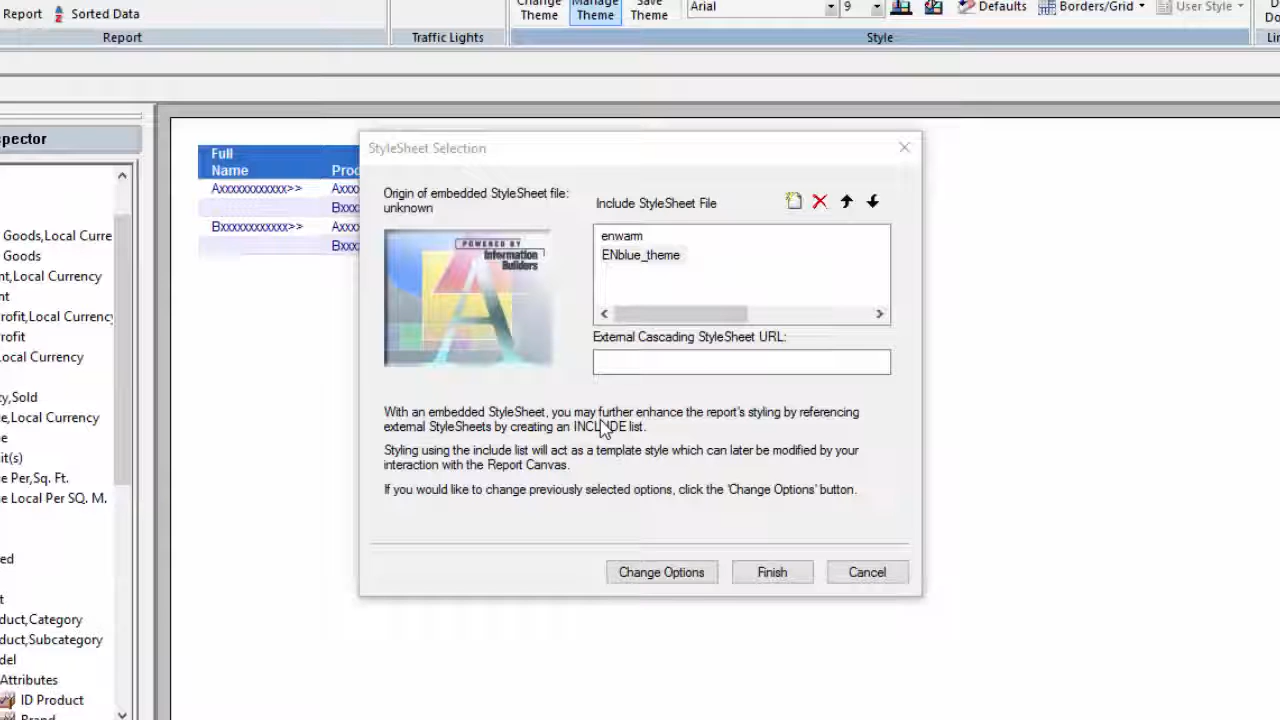 Report Sorted Data
Change Theme
Manage Theme
Save Theme
Arial 9 Defaults Borders/Grid User Style
Report Traffic Lights Style
spector
Full
Name
Axxxxxxxxxxxx>> Axxx
Bxxx
Bxxxxxxxxxxxx>> Axxx
Bxxx
Goods,Local Curre
Goods
nt,Local Currency
nt
rofit,Local Currency
rofit
Local Currency
y,Sold
e,Local Currency
e
it(s)
e Per,Sq. Ft.
e Local Per SQ. M.
ed
t
duct,Category
duct,Subcategory
del
Attributes
ID Product
Brand
StyleSheet Selection
Origin of embedded StyleSheet file:
unknown
POWERED BY
Information
Builders
Include StyleSheet File
enwarm
ENblue_theme
External Cascading StyleSheet URL:
With an embedded StyleSheet, you may further enhance the report's styling by referencing
external StyleSheets by creating an INCLUDE list.
Styling using the include list will act as a template style which can later be modified by your
interaction with the Report Canvas.
If you would like to change previously selected options, click the 'Change Options' button.
Change Options Finish Cancel